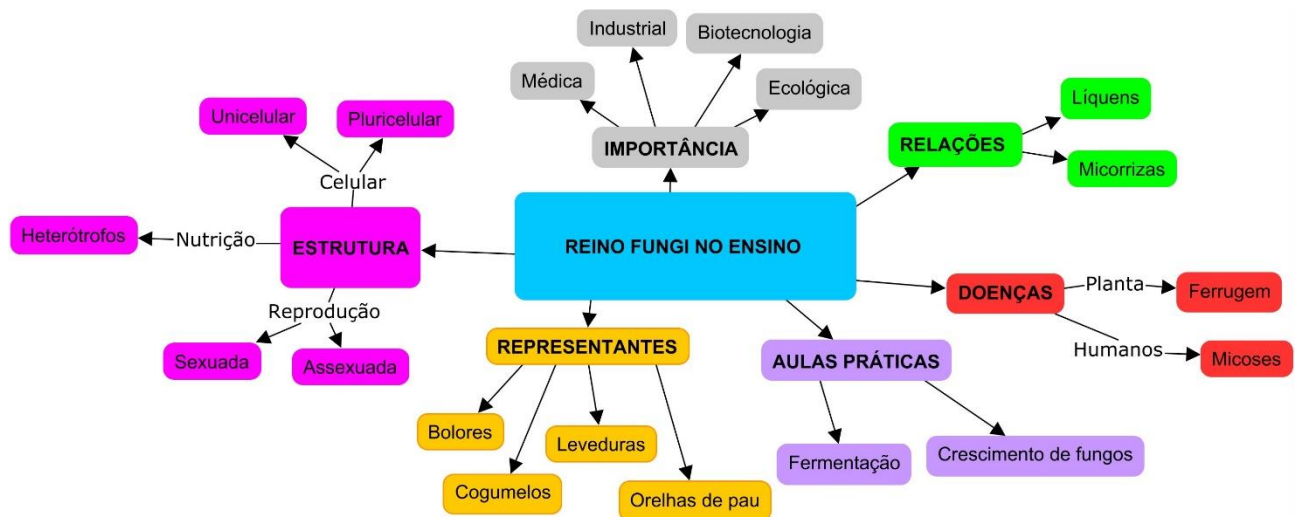 Industrial
Biotecnologia
Médica
Ecológica
IMPORTÂNCIA
Líquens
RELAÇÕES
Micorrizas
Unicelular
Pluricelular
Celular
Heterótrofos
Nutrição
ESTRUTURA
REINO FUNGI NO ENSINO
Reprodução
Sexuada
Assexuada
DOENÇAS
Planta
Ferrugem
Humanos
Micoses
REPRESENTANTES
Bolores
Leveduras
Cogumelos
Orelhas de pau
AULAS PRÁTICAS
Fermentação
Crescimento de fungos